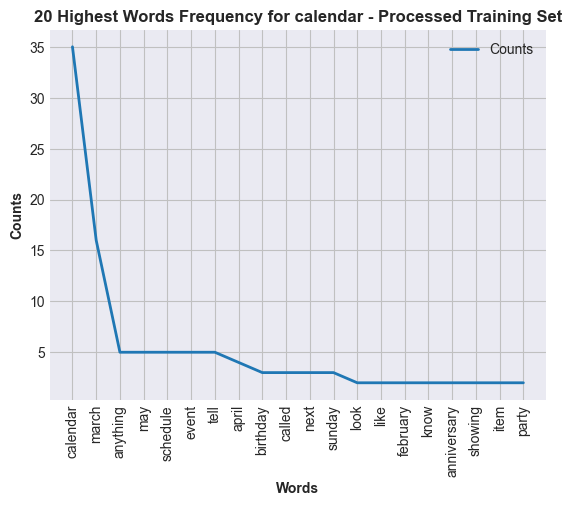 20 Highest Words Frequency for calendar - Processed Training Set
Counts
35
30
25
20
15
10
5
Counts
calendar
march
anything
may
schedule
event
tell
april
birthday
called
next
sunday
look
like
february
know
anniversary
showing
item
party
Words